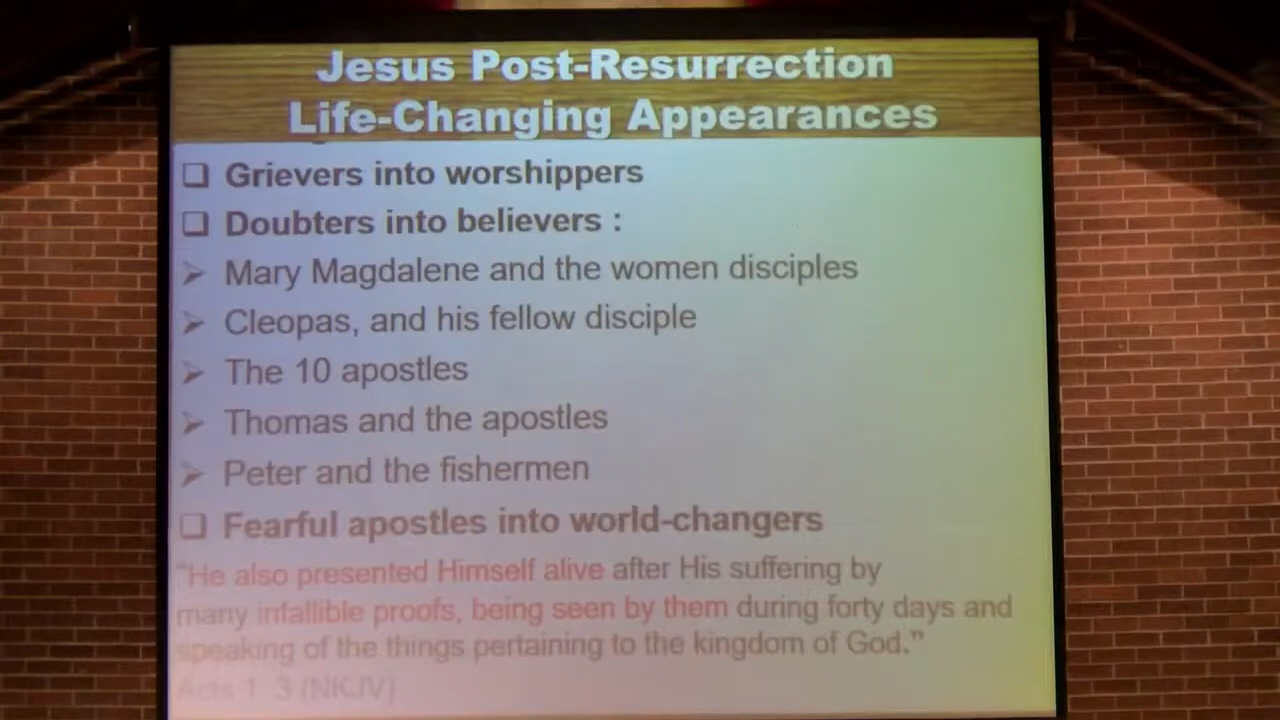 Jesus Post-Resurrection
Life-Changing Appearances
❑ Grievers into worshippers
❑ Doubters into believers :
➢ Mary Magdalene and the women disciples
➢ Cleopas, and his fellow disciple
➢ The 10 apostles
➢ Thomas and the apostles
➢ Peter and the fishermen
❑ Fearful apostles into world-changers
"He also presented Himself alive after His suffering by
many infallible proofs, being seen by them during forty days and
speaking of the things pertaining to the kingdom of God."
Acts 1:3 (NKJV)